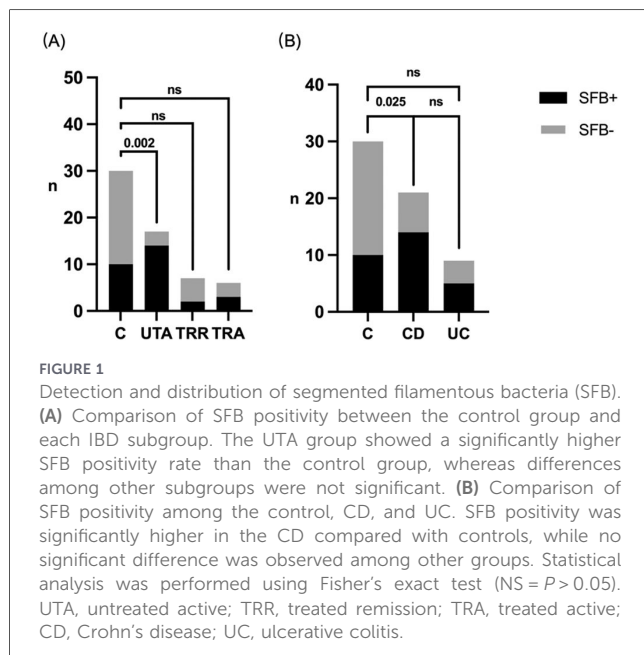 (A)
50
40
30
20
10
0
n
ns
ns
0.002
C UTA TRR TRA
(B)
40
30
20
10
0
n
ns
0.025 ns
C CD UC
SFB+
SFB-
FIGURE 1
Detection and distribution of segmented filamentous bacteria (SFB).
(A) Comparison of SFB positivity between the control group and
each IBD subgroup. The UTA group showed a significantly higher
SFB positivity rate than the control group, whereas differences
among other subgroups were not significant. (B) Comparison of
SFB positivity among the control, CD, and UC. SFB positivity was
significantly higher in the CD compared with controls, while no
significant difference was observed among other groups. Statistical
analysis was performed using Fisher's exact test (NS = P > 0.05).
UTA, untreated active; TRR, treated remission; TRA, treated active;
CD, Crohn's disease; UC, ulcerative colitis.